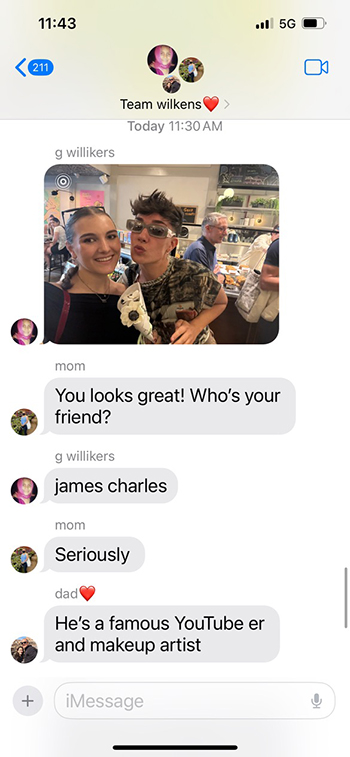 11:43
5G
211
Team wilkens❤️
Today 11:30 AM
g willikers
mom
You looks great! Who's your
friend?
g willikers
james charles
mom
Seriously
dad❤️
He's a famous YouTube er
and makeup artist
iMessage